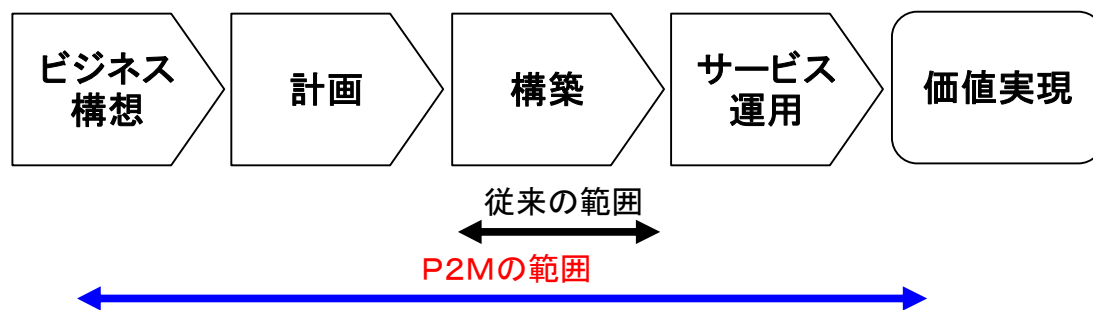 ビジネス
構想
計画
構築
サービス
運用
価値実現
従来の範囲
P2Mの範囲